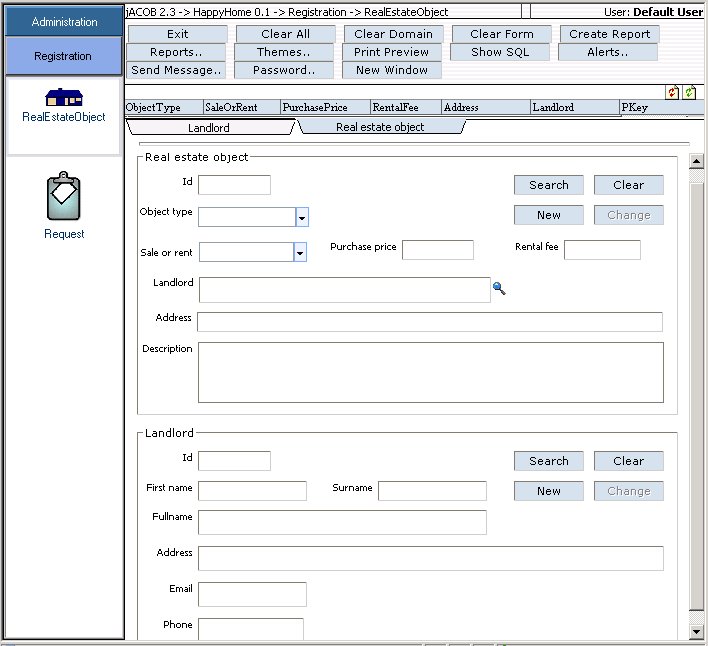 jACOB 2.3 -> HappyHome 0.1 -> Registration -> RealEstateObject User: Default User
Administration
Registration
RealEstateObject
Request
Exit Clear All Clear Domain Clear Form Create Report
Reports.. Themes.. Print Preview Show SQL Alerts..
Send Message.. Password.. New Window
ObjectType SaleOrRent PurchasePrice RentalFee Address Landlord PKey
Landlord Real estate object
Real estate object
Id Search Clear
Object type New Change
Sale or rent Purchase price Rental fee
Landlord
Address
Description
Landlord
Id Search Clear
First name Surname New Change
Fullname
Address
Email
Phone